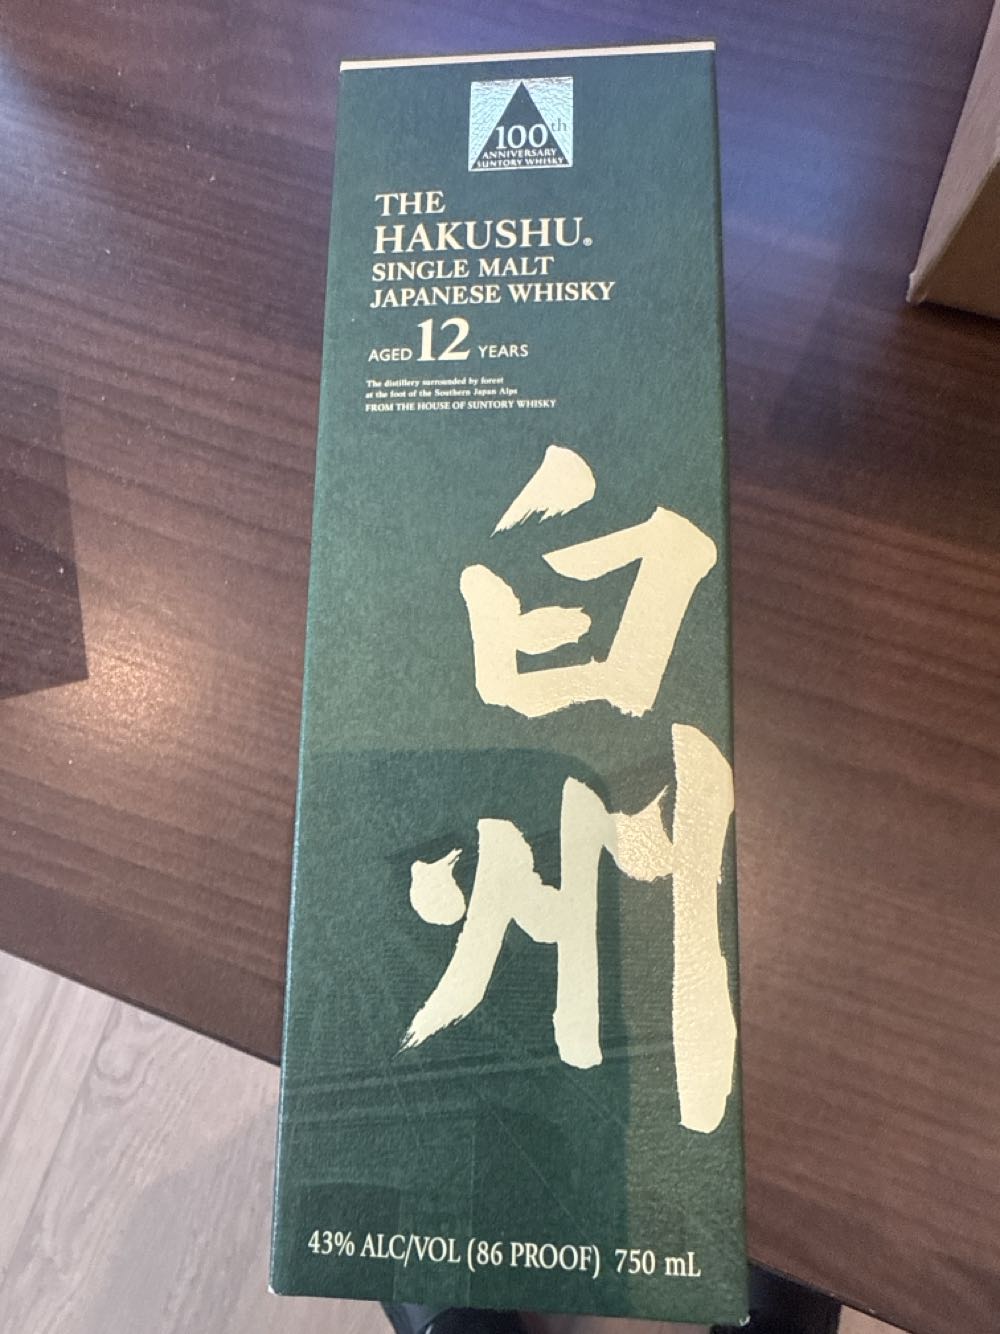 100th
ANNIVERSARY
SUNTORY WHISKY
THE
HAKUSHU®
SINGLE MALT
JAPANESE WHISKY
AGED 12 YEARS
The distillery surrounded by forest
at the foot of the Southern Japan Alps
FROM THE HOUSE OF SUNTORY WHISKY
白
州
43% ALC/VOL (86 PROOF) 750 mL